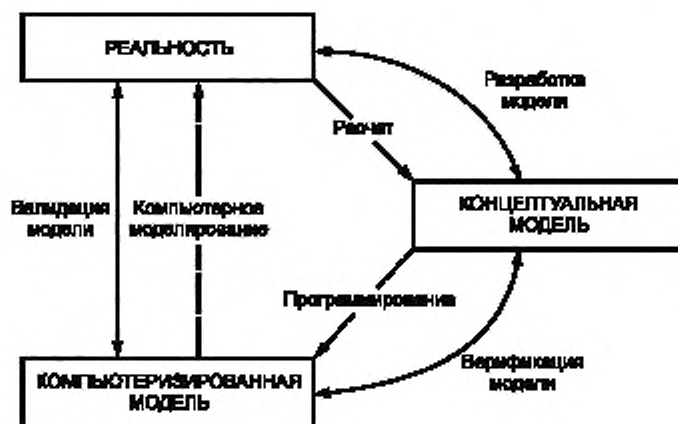 РЕАЛЬНОСТЬ
Разработка
модели
Расчет
Валидация
модели
Компьютерное
моделирование
КОНЦЕПТУАЛЬНАЯ
МОДЕЛЬ
Программирование
Верификация
модели
КОМПЬЮТЕРИЗИРОВАННАЯ
МОДЕЛЬ